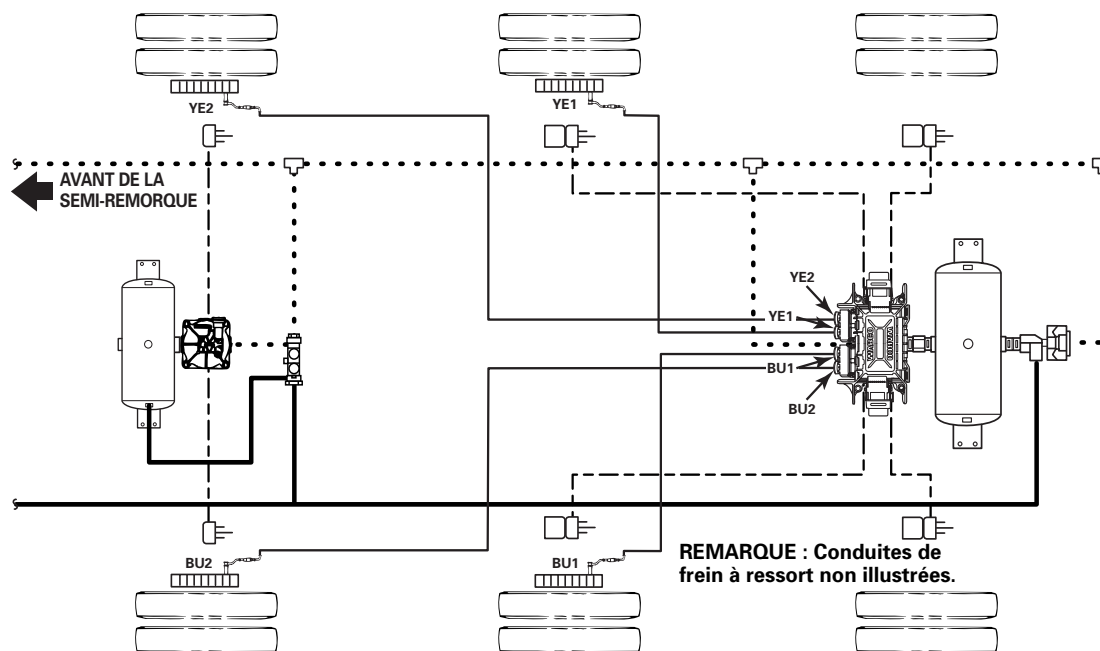 YE2
YE1
AVANT DE LA
SEMI-REMORQUE
YE2
YE1
BU1
BU2
REMARQUE : Conduites de
frein à ressort non illustrées.
BU2
BU1